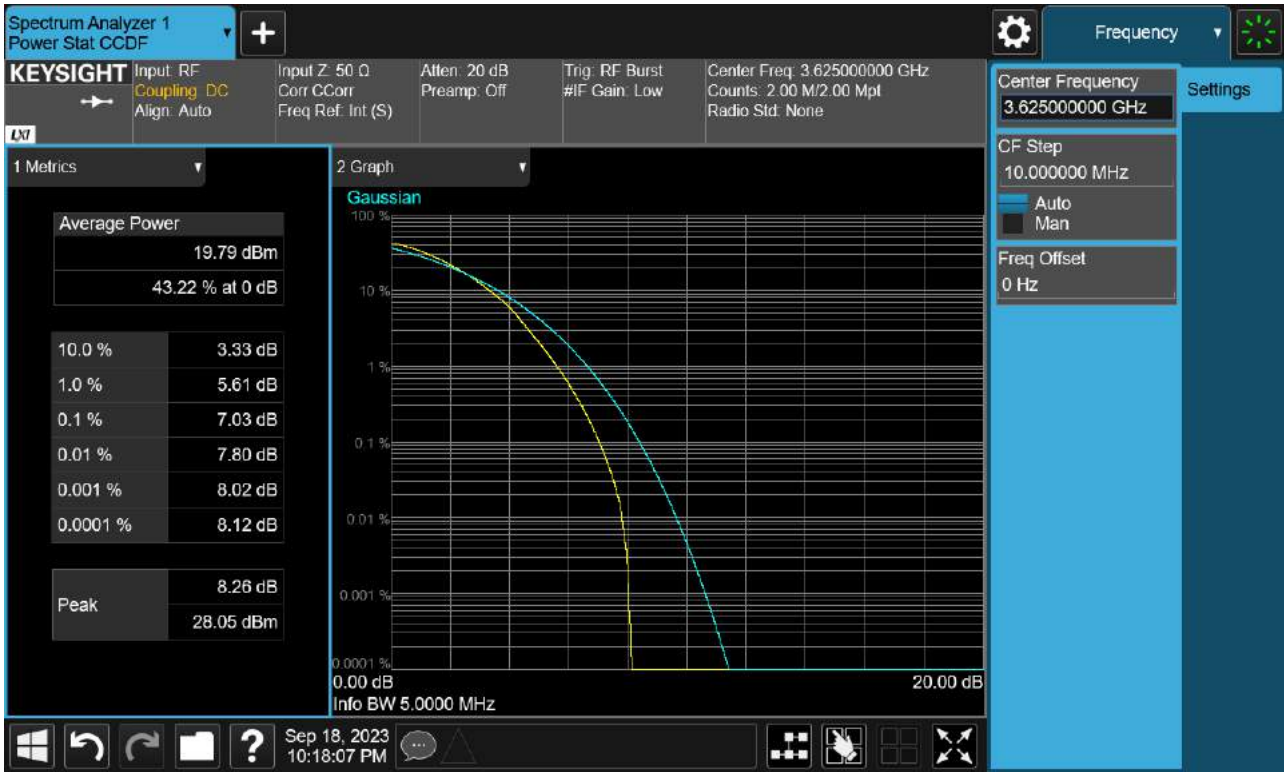 Spectrum Analyzer 1
Power Stat CCDF
Frequency
KEYSIGHT
Input: RF
Coupling: DC
Align: Auto
Input Z: 50 Ω
Corr CCorr
Freq Ref: Int (S)
Atten: 20 dB
Preamp: Off
Trig: RF Burst
#IF Gain: Low
Center Freq: 3.625000000 GHz
Counts: 2.00 M/2.00 Mpt
Radio Std: None
LXI
Center Frequency
3.625000000 GHz
Settings
CF Step
10.000000 MHz
Auto
Man
Freq Offset
0 Hz
1 Metrics
Average Power
19.79 dBm
43.22 % at 0 dB
10.0 % 3.33 dB
1.0 % 5.61 dB
0.1 % 7.03 dB
0.01 % 7.80 dB
0.001 % 8.02 dB
0.0001 % 8.12 dB
Peak
8.26 dB
28.05 dBm
2 Graph
Gaussian
100 %
10 %
1 %
0.1 %
0.01 %
0.001 %
0.0001 %
0.00 dB
20.00 dB
Info BW 5.0000 MHz
?
Sep 18, 2023
10:18:07 PM